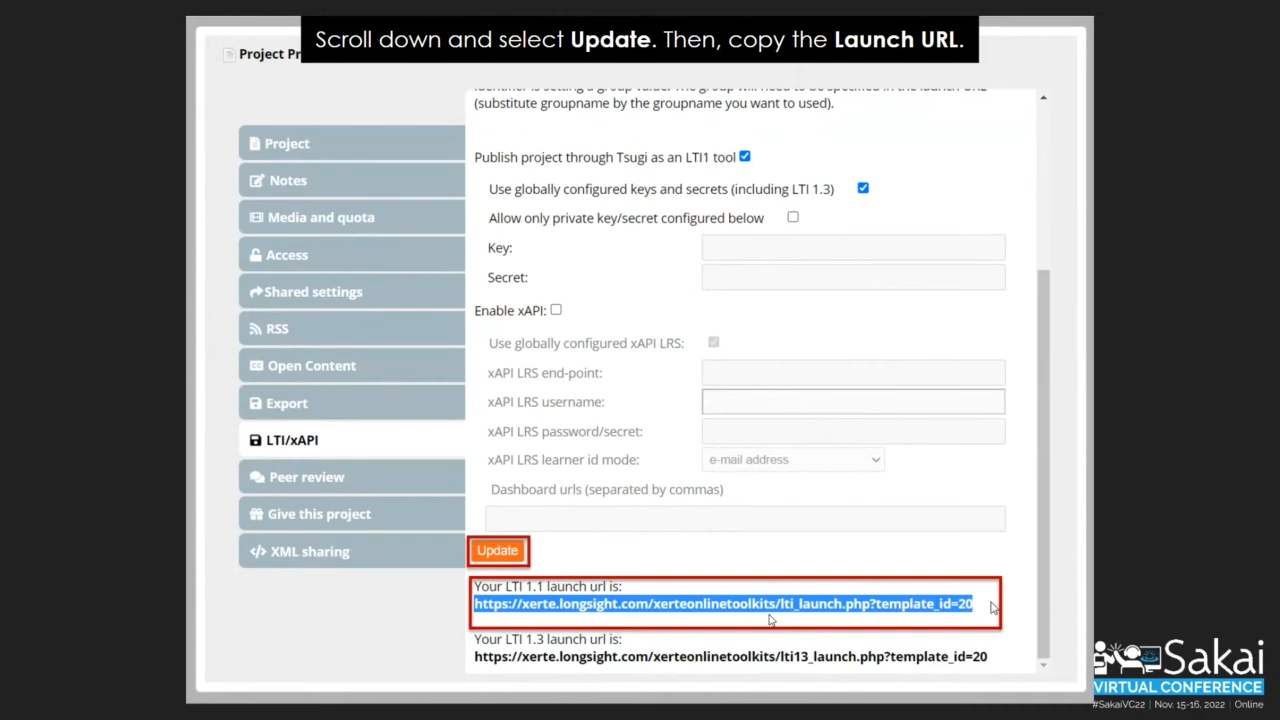 Scroll down and select Update. Then, copy the Launch URL.
Project Pr
(substitute groupname by the groupname you want to used).
Project
Notes
Media and quota
Access
Shared settings
RSS
Open Content
Export
LTI/xAPI
Peer review
Give this project
XML sharing
Publish project through Tsugi as an LTI1 tool
Use globally configured keys and secrets (including LTI 1.3)
Allow only private key/secret configured below
Key:
Secret:
Enable xAPI:
Use globally configured xAPI LRS:
xAPI LRS end-point:
xAPI LRS username:
xAPI LRS password/secret:
xAPI LRS learner id mode:
e-mail address
Dashboard urls (separated by commas)
Update
Your LTI 1.1 launch url is:
https://xerte.longsight.com/xerteonlinetoolkits/lti_launch.php?template_id=20
Your LTI 1.3 launch url is:
https://xerte.longsight.com/xerteonlinetoolkits/lti13_launch.php?template_id=20
Sakai
VIRTUAL CONFERENCE
#SakaiVC22 | Nov. 15-16, 2022 | Online